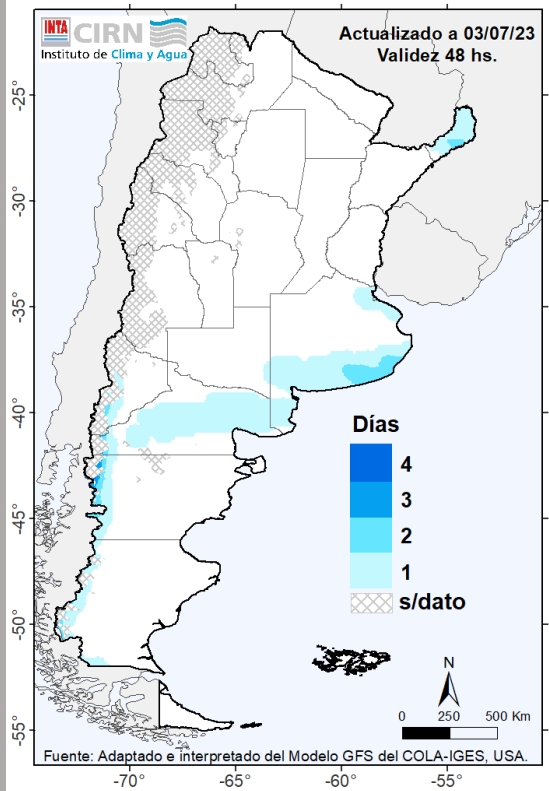 INTA CIRN
Instituto de Clima y Agua
Actualizado a 03/07/23
Validez 48 hs.
-25°
-30°
-35°
-40°
-45°
-50°
-55°
Días
4
3
2
1
s/dato
N
0 250 500 Km
Fuente: Adaptado e interpretado del Modelo GFS del COLA-IGES, USA.
-70° -65° -60° -55°